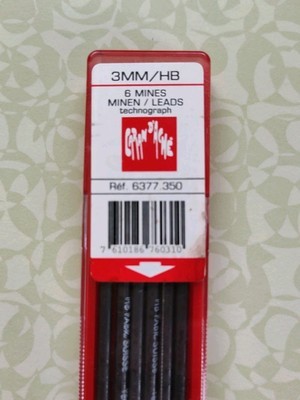 3MM/HB
6 MINES
MINEN / LEADS
technograph
CARAN D'ACHE
Réf. 6377.350
7 610186 760310